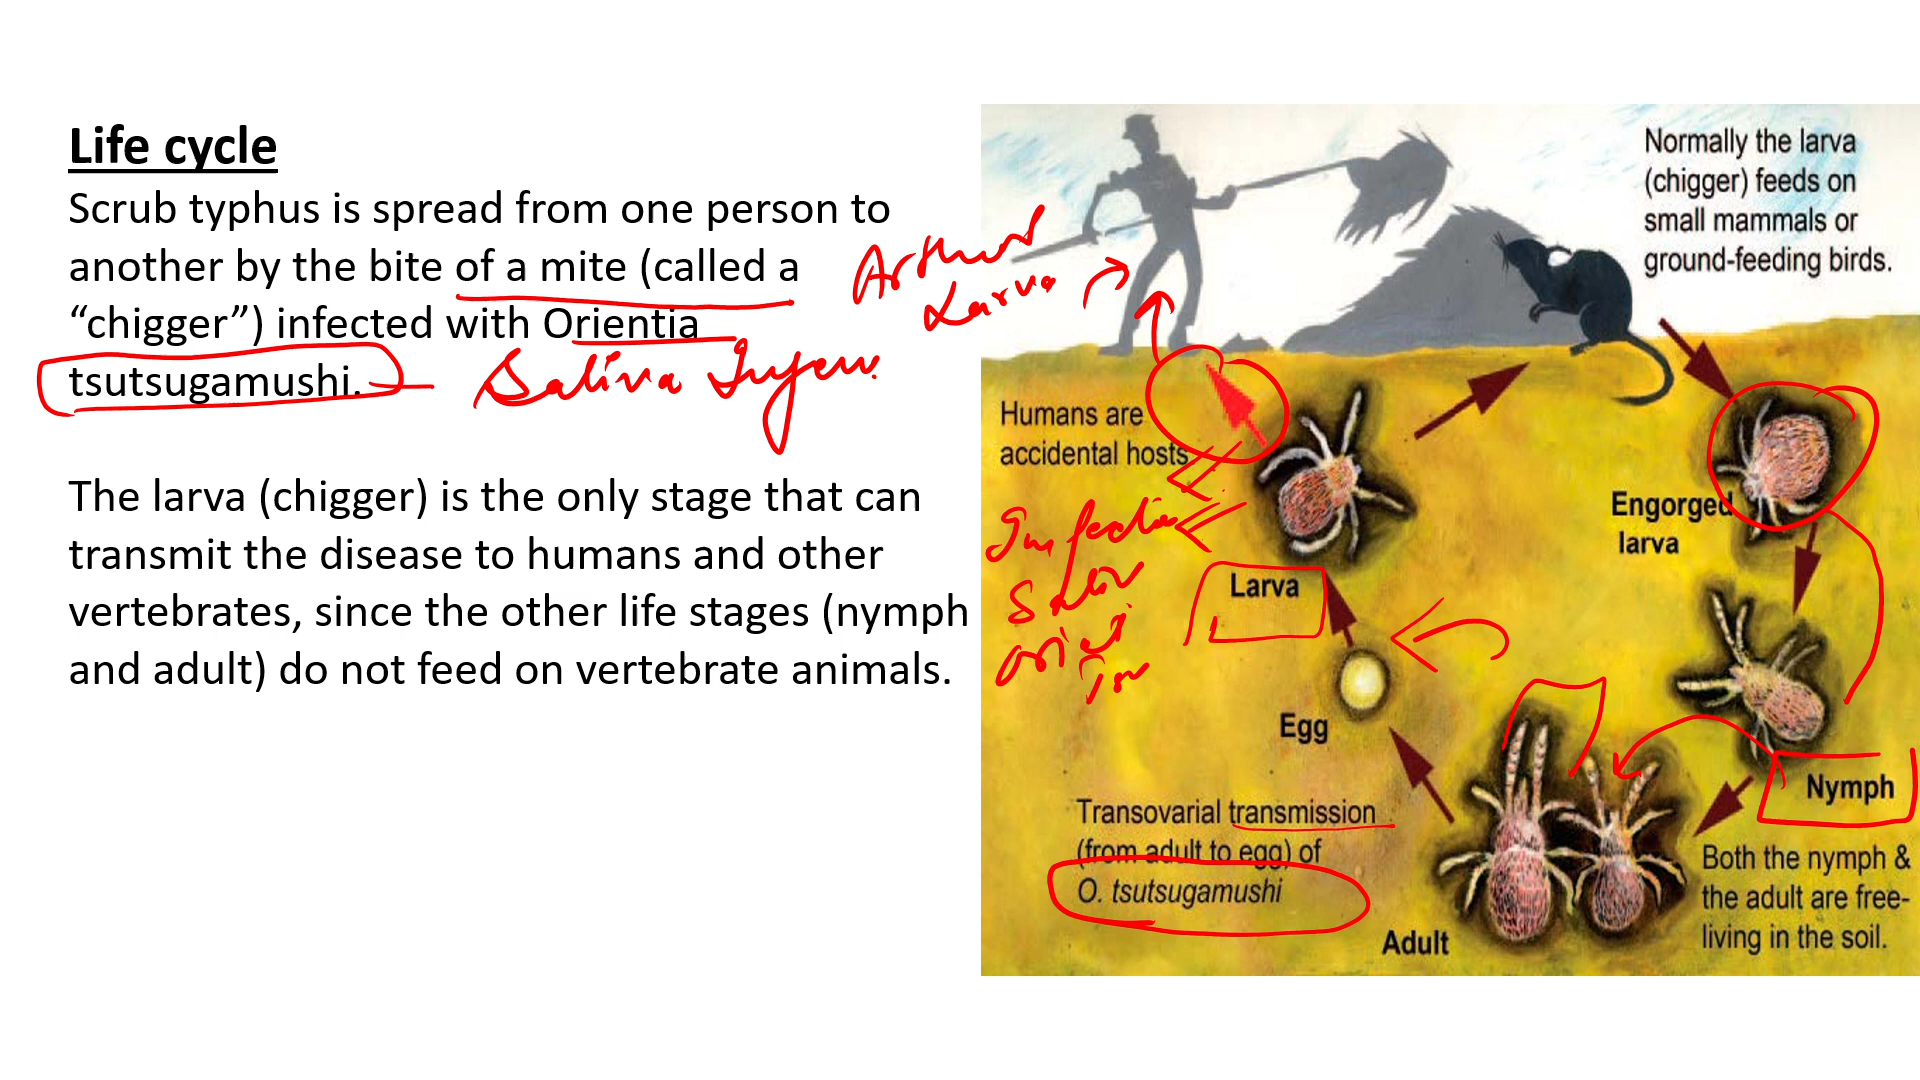 Life cycle
Scrub typhus is spread from one person to
another by the bite of a mite (called a
“chigger”) infected with Orientia
tsutsugamushi.
Saliva
The larva (chigger) is the only stage that can
transmit the disease to humans and other
vertebrates, since the other life stages (nymph
and adult) do not feed on vertebrate animals.
Larva
Normally the larva
(chigger) feeds on
small mammals or
ground-feeding birds.
Humans are
accidental hosts
Engorged
larva
Larva
Egg
Nymph
Transovarial transmission
(from adult to egg) of
O. tsutsugamushi
Adult
Both the nymph &
the adult are free-
living in the soil.